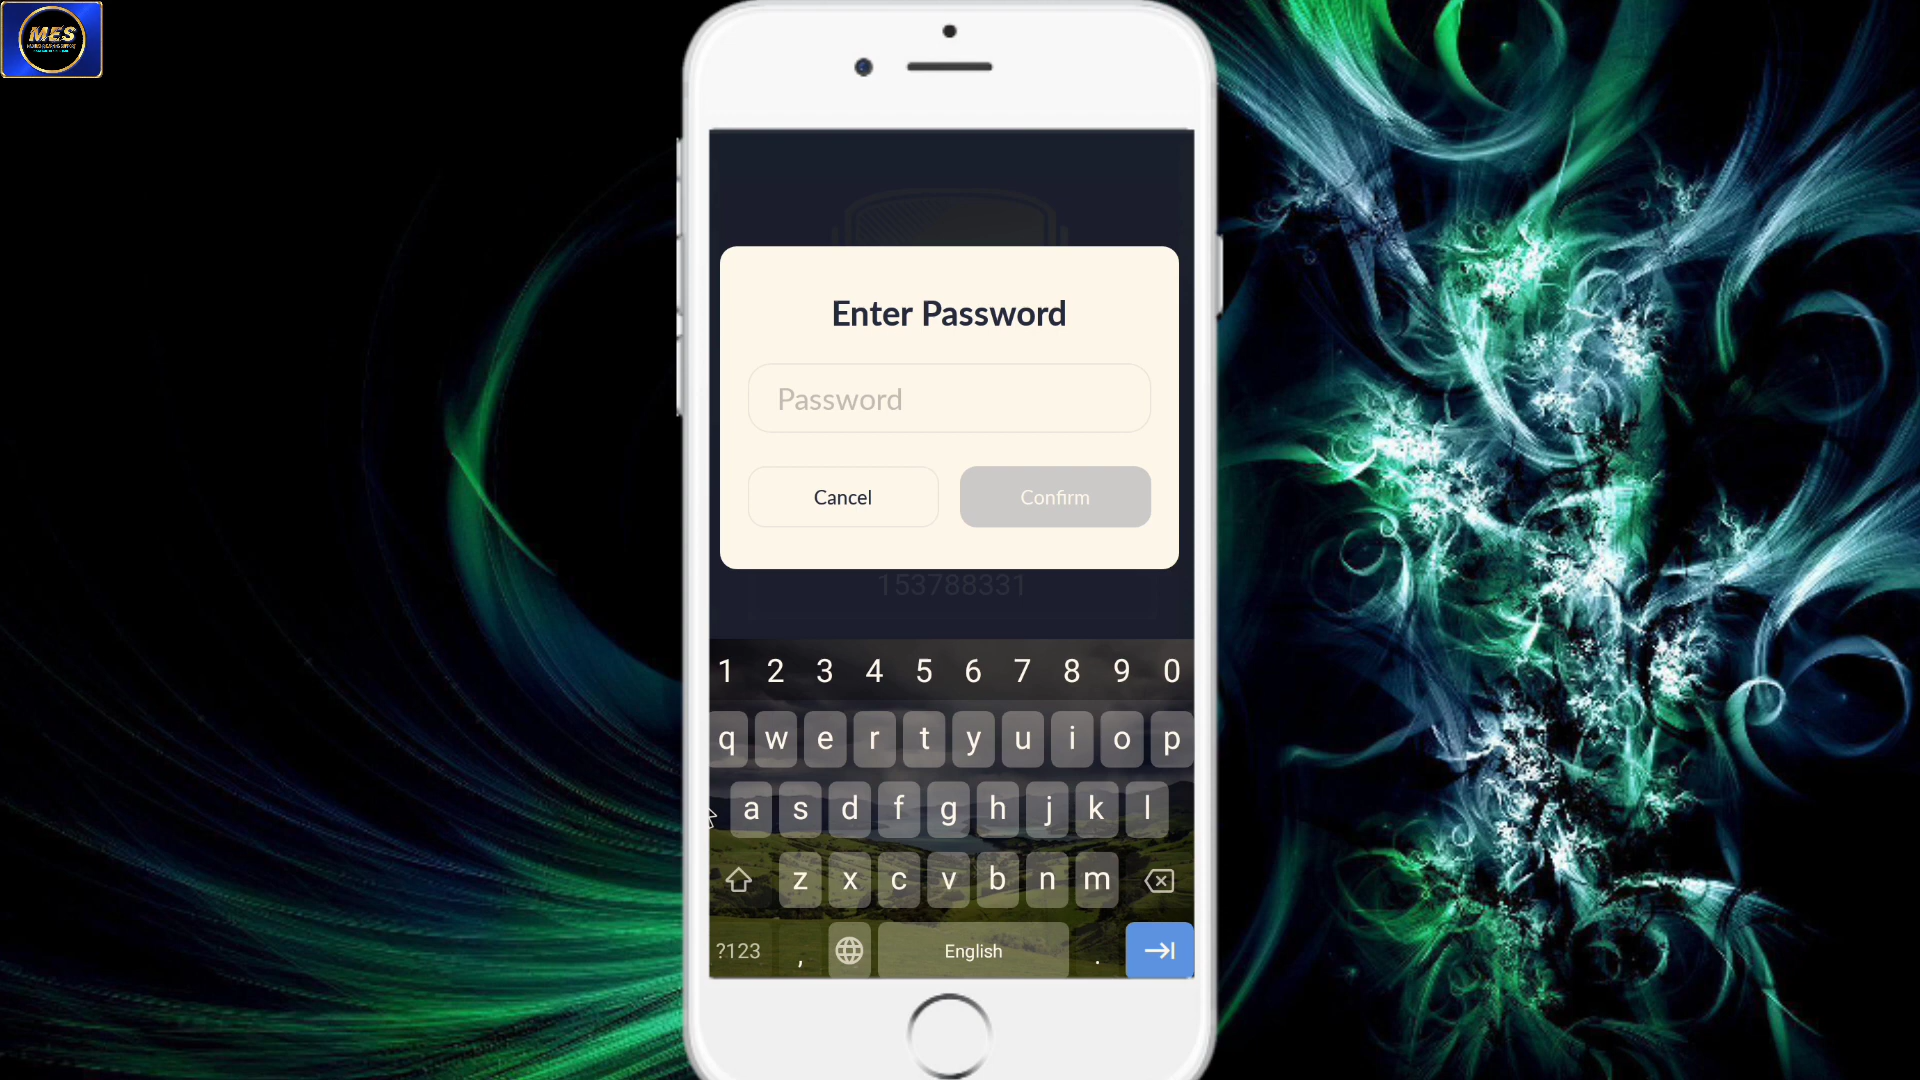 MES
Enter Password
Password
Cancel Confirm
153788331
1 2 3 4 5 6 7 8 9 0
q w e r t y u i o p
a s d f g h j k l
z x c v b n m
?123 , English .